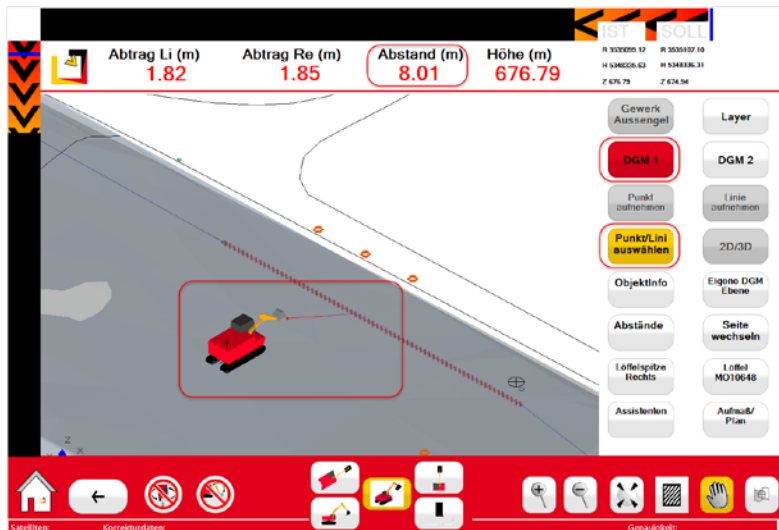 IST SOLL
Abtrag Li (m) Abtrag Re (m) Abstand (m) Höhe (m)
1.82 1.85 8.01 676.79
R 3535099.12 R 3535107.10
H 5348335.63 H 5348336.31
Z 676.79 Z 674.94
Gewerk
Aussengel
Layer
DGM 1
DGM 2
Punkt
aufnehmen
Linie
aufnehmen
Punkt/Lini
auswählen
2D/3D
ObjektInfo
Eigene DGM
Ebene
Abstände
Seite
wechseln
Löffelspitze
Rechts
Löffel
MO10648
Assistenten
Aufmaß/
Plan
Z
X
Satelliten: Korrekturdaten: Genauigkeit: